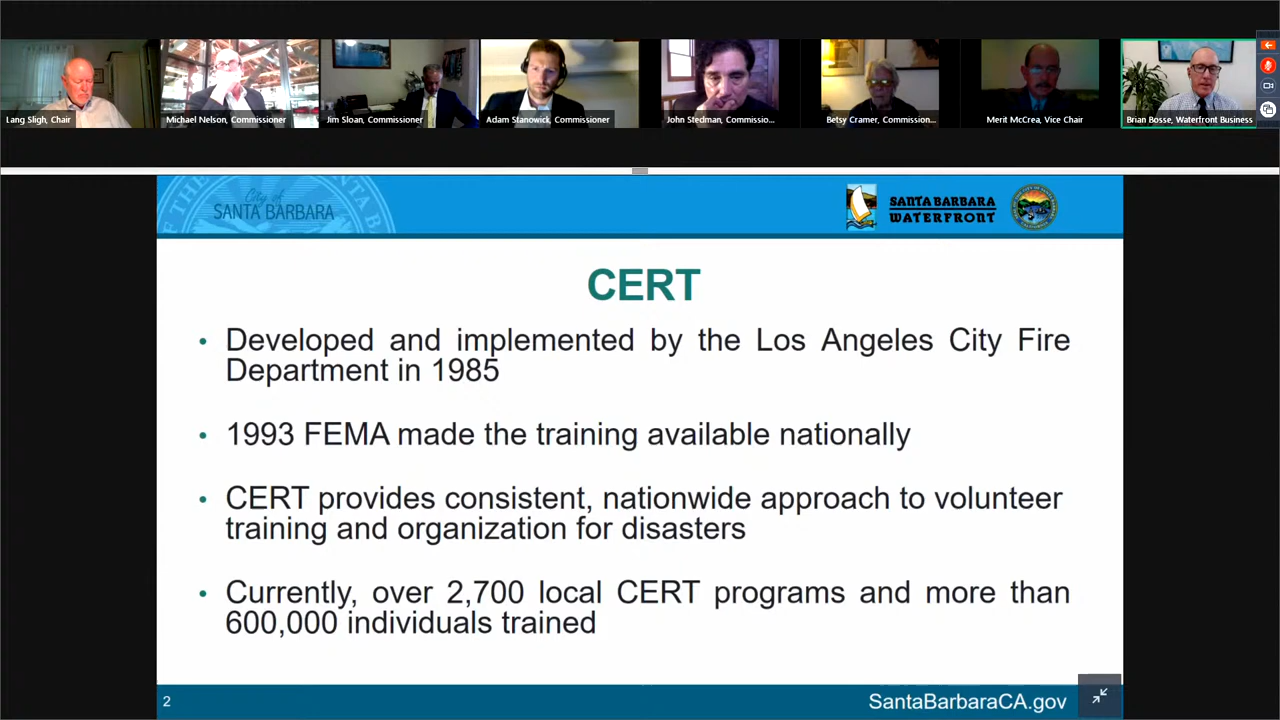 Lang Sligh, Chair
Michael Nelson, Commissioner
Jim Sloan, Commissioner
Adam Stanowick, Commissioner
John Stedman, Commissio...
Betsy Cramer, Commission...
Merit McCrea, Vice Chair
Brian Bosse, Waterfront Business
City of
SANTA BARBARA
SANTA BARBARA
WATERFRONT
CERT
• Developed and implemented by the Los Angeles City Fire
Department in 1985
• 1993 FEMA made the training available nationally
• CERT provides consistent, nationwide approach to volunteer
training and organization for disasters
• Currently, over 2,700 local CERT programs and more than
600,000 individuals trained
2
SantaBarbaraCA.gov